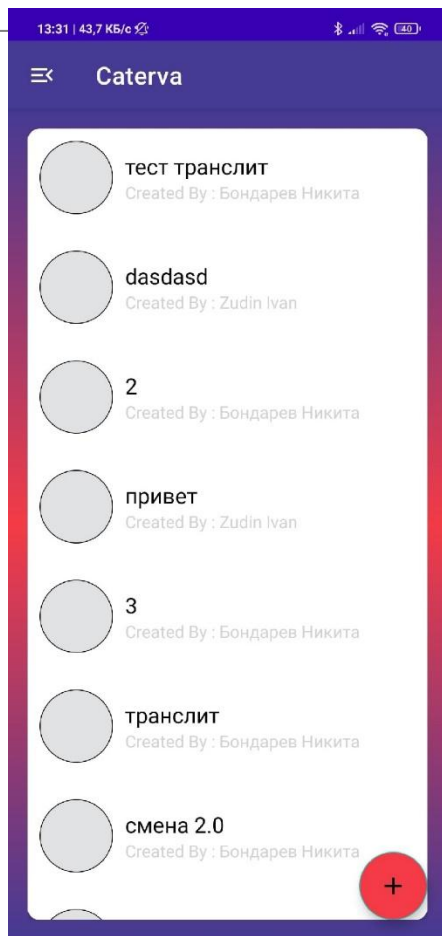 13:31 | 43,7 КБ/с
40
Caterva
тест транслит
Created By : Бондарев Никита
dasdasd
Created By : Zudin Ivan
2
Created By : Бондарев Никита
привет
Created By : Zudin Ivan
3
Created By : Бондарев Никита
транслит
Created By : Бондарев Никита
смена 2.0
Created By : Бондарев Никита
+